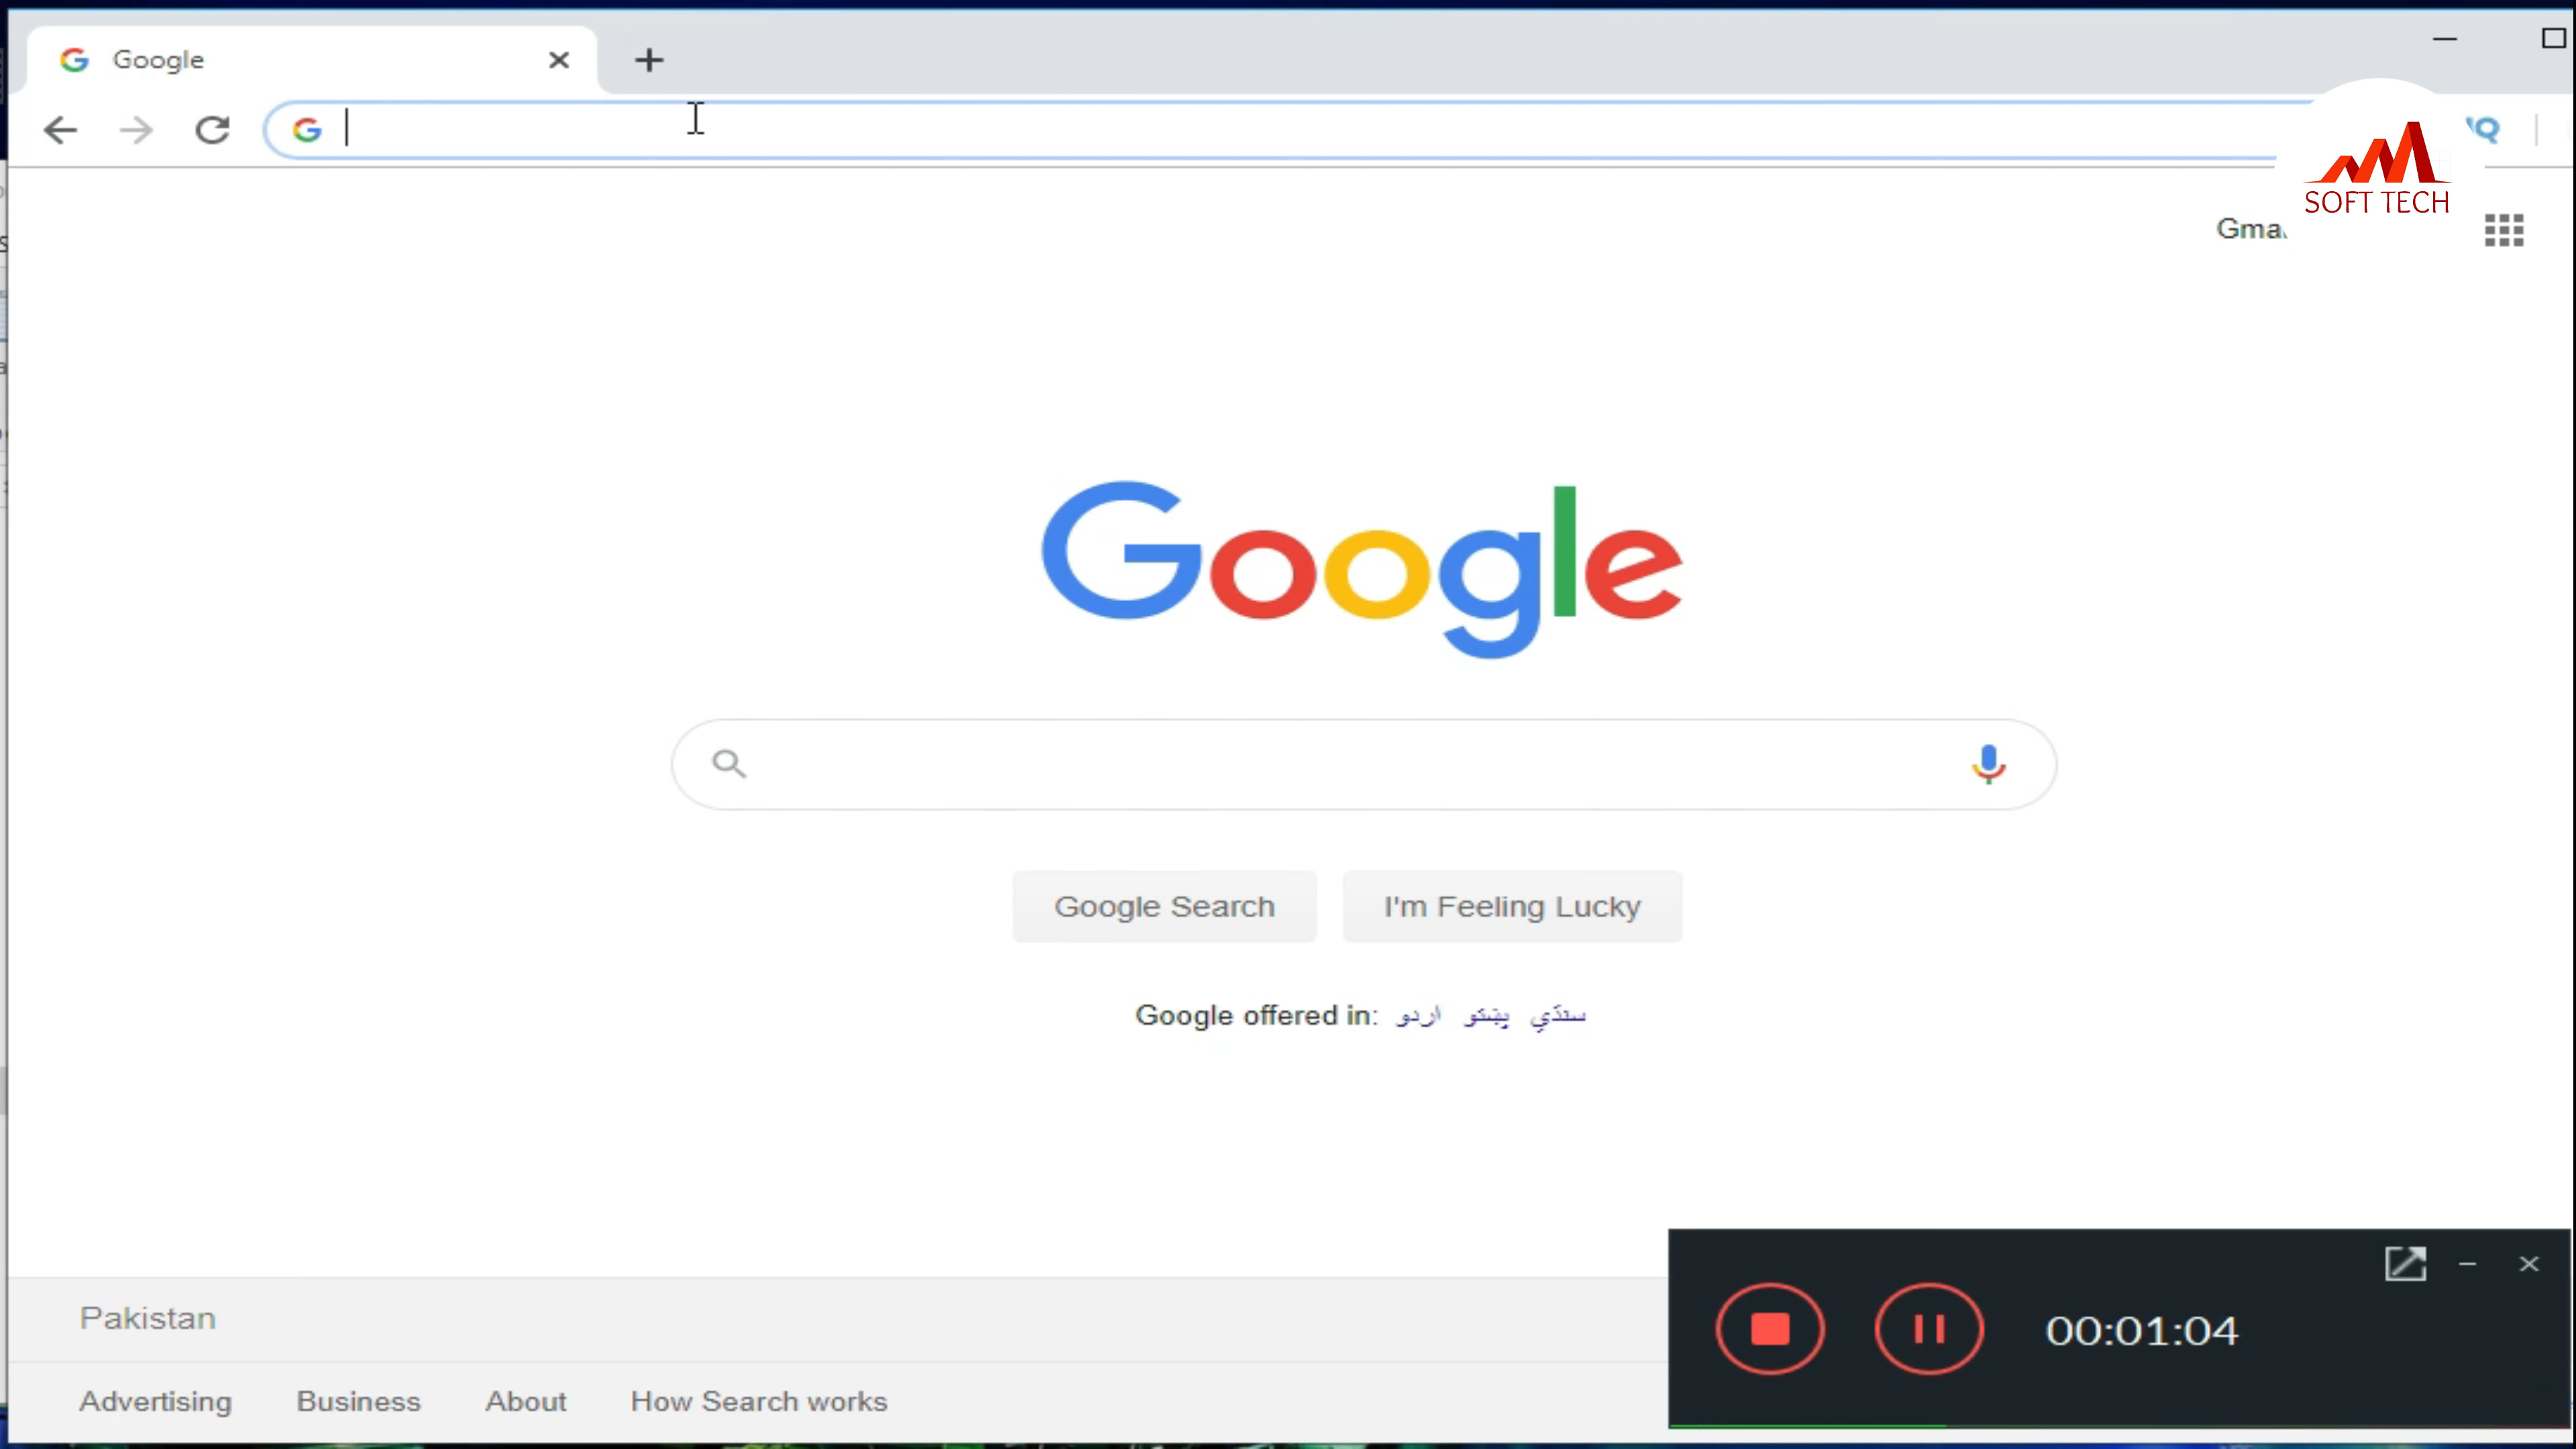 Google
SOFT TECH
Google
Google Search
I'm Feeling Lucky
Google offered in: اردو پښتو سنڌي
Pakistan
00:01:04
Advertising
Business
About
How Search works